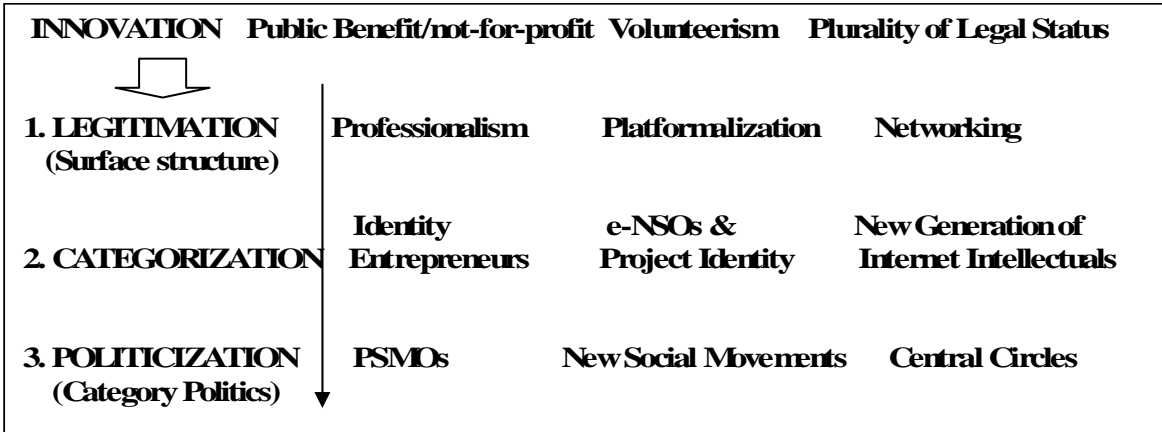 INNOVATION Public Benefit/not-for-profit Volunteerism Plurality of Legal Status
1. LEGITIMATION Professionalism Platformalization Networking
(Surface structure)
Identity e-NSOs & New Generation of
2. CATEGORIZATION Entrepreneurs Project Identity Internet Intellectuals
3. POLITICIZATION PSMOs New Social Movements Central Circles
(Category Politics)